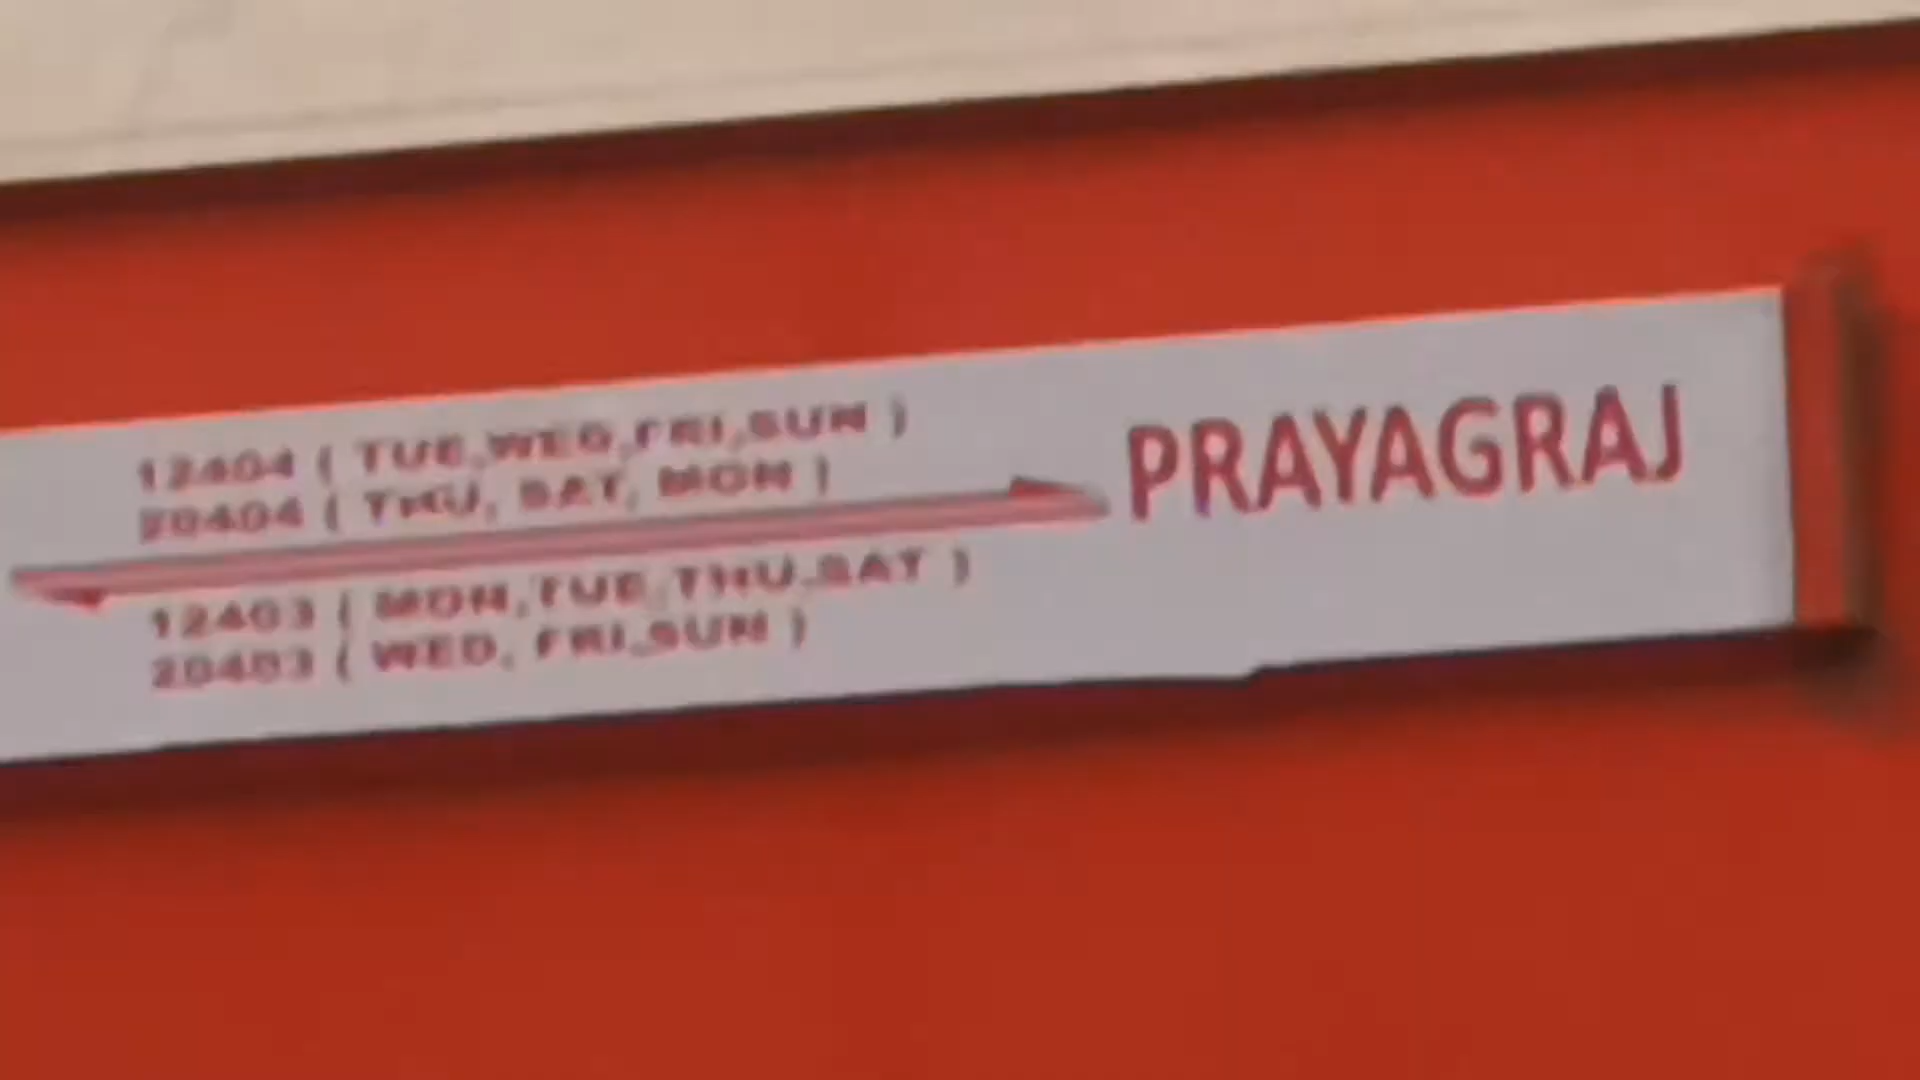 12404 ( TUE,WED,FRI,SUN )
20404 ( THU, SAT, MON )
PRAYAGRAJ
12403 ( MON,TUE,THU,SAT )
20403 ( WED, FRI,SUN )